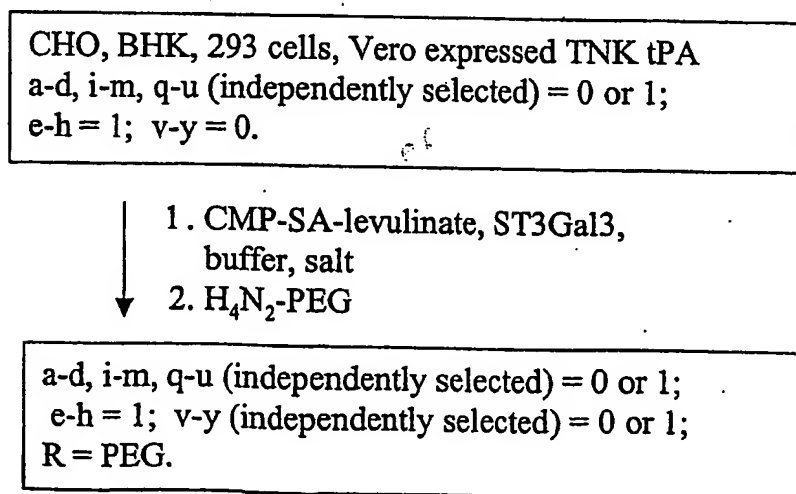 CHO, BHK, 293 cells, Vero expressed TNK tPA
a-d, i-m, q-u (independently selected) = 0 or 1;
e-h = 1; v-y = 0.
1. CMP-SA-levulinate, ST3Gal3,
buffer, salt
2. H₄N₂-PEG
a-d, i-m, q-u (independently selected) = 0 or 1;
e-h = 1; v-y (independently selected) = 0 or 1;
R = PEG.